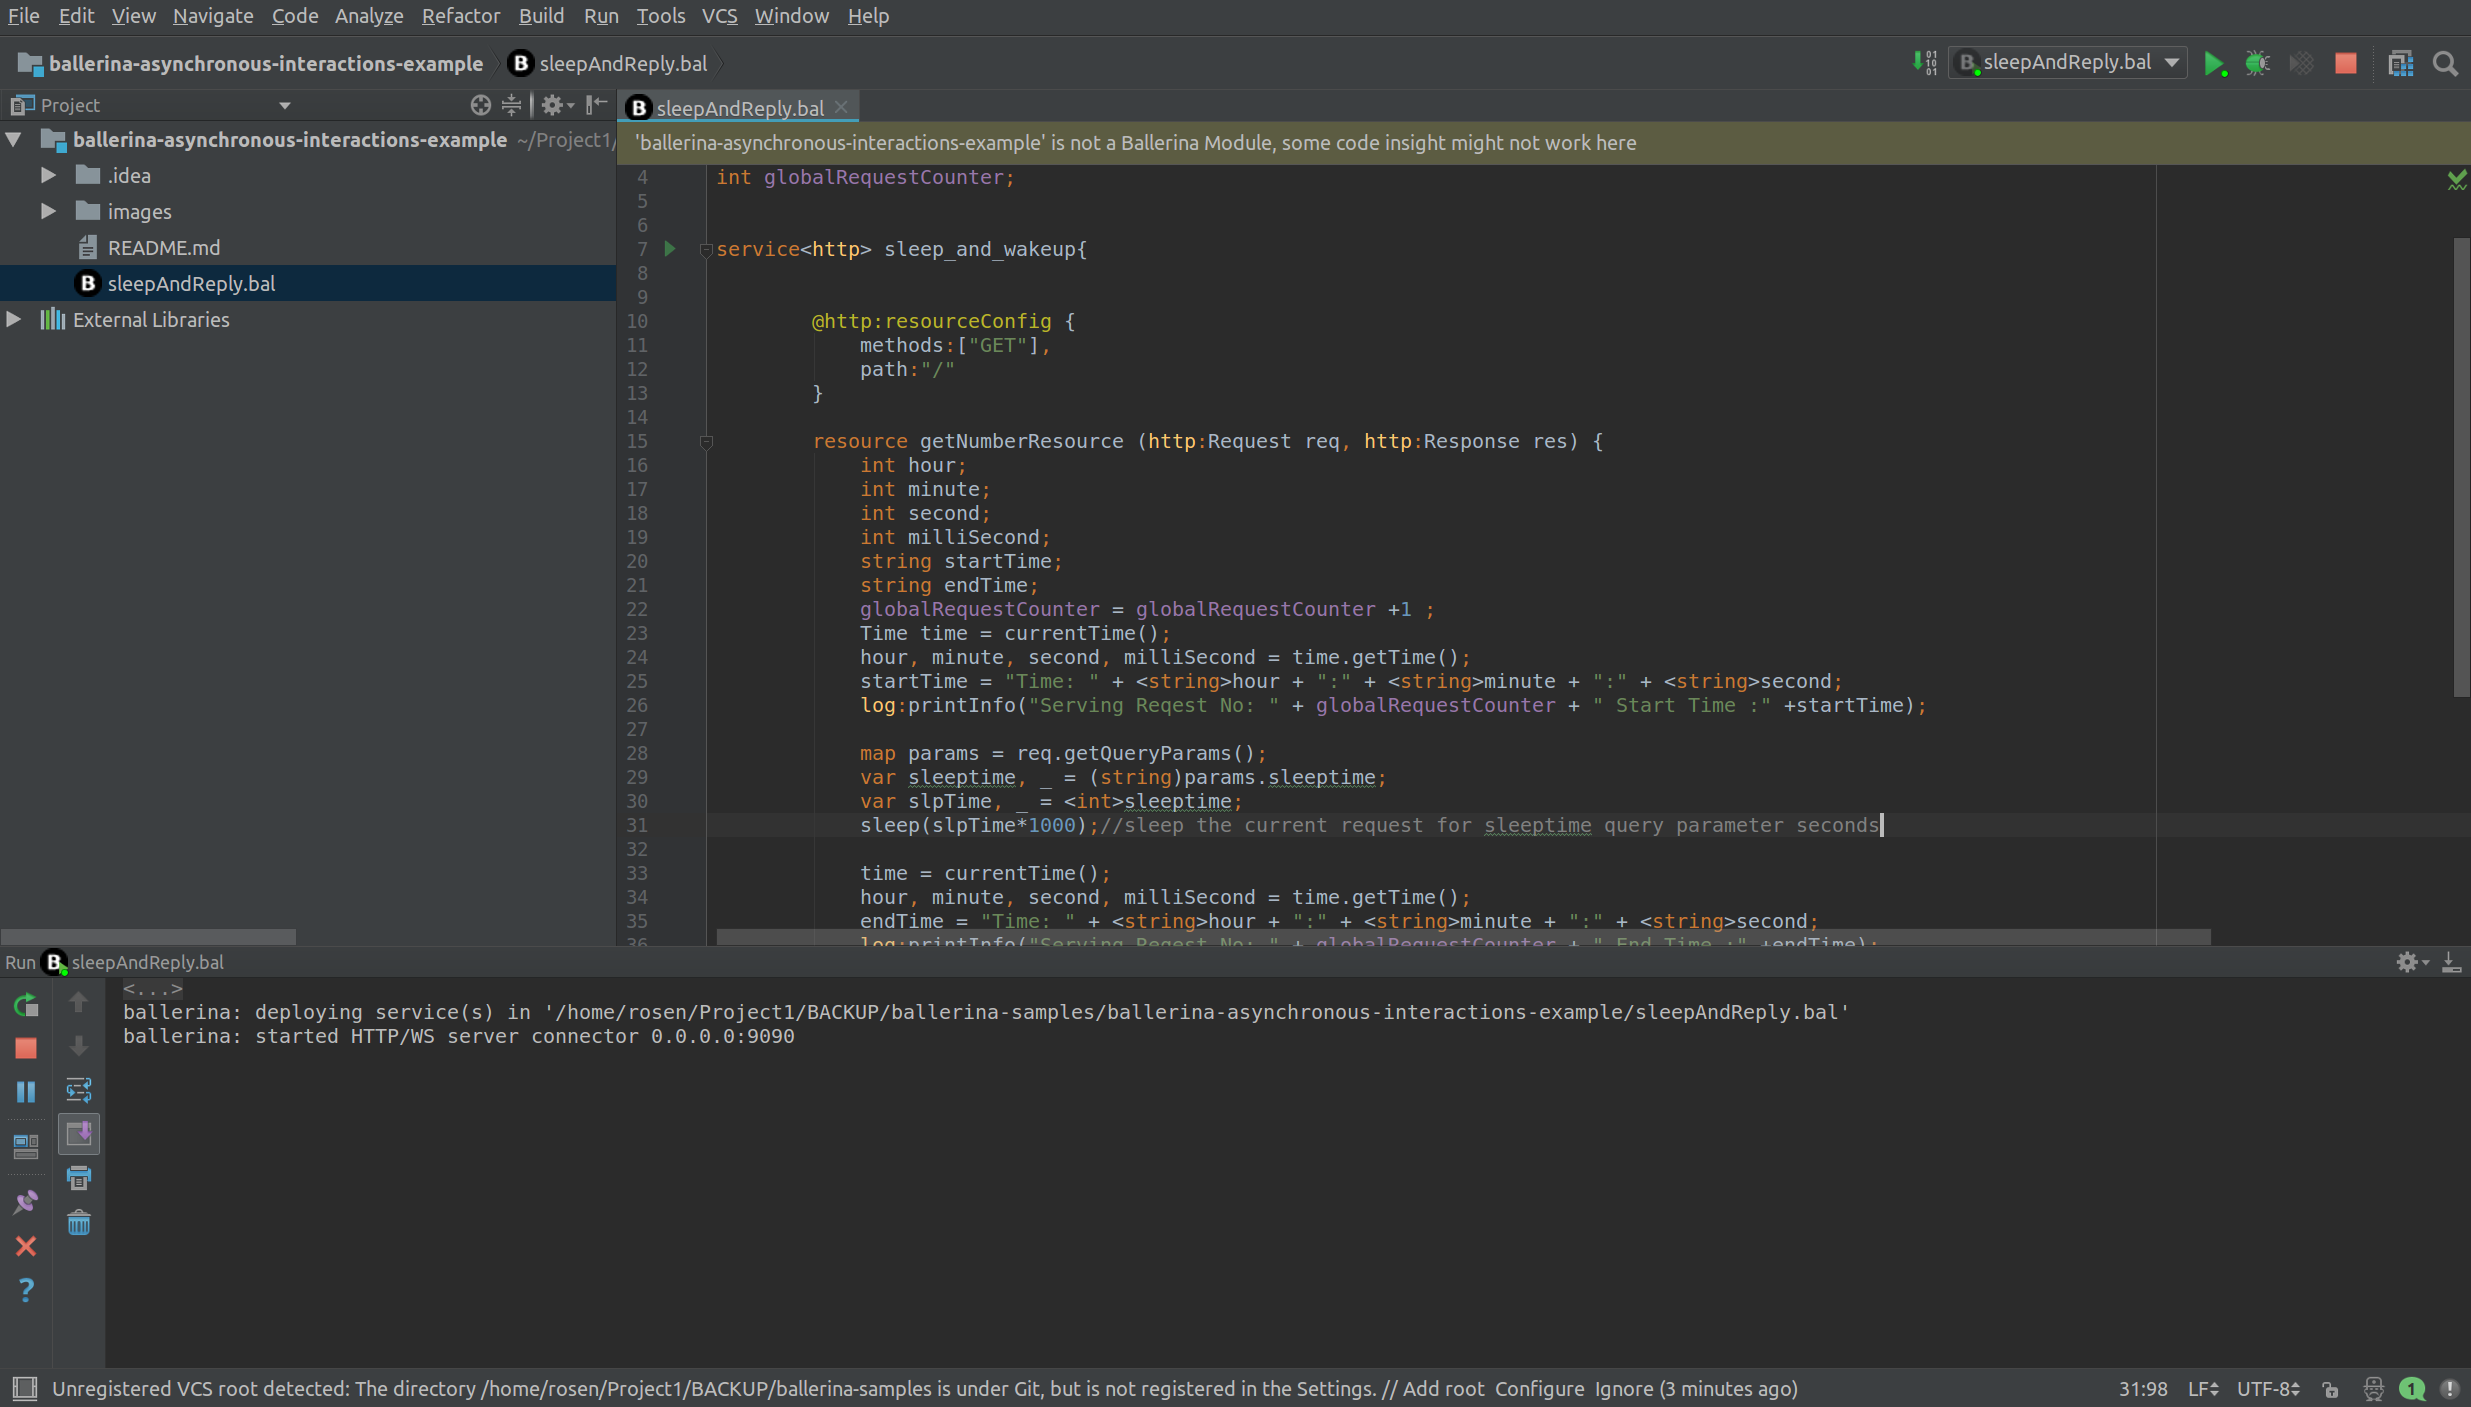 File Edit View Navigate Code Analyze Refactor Build Run Tools VCS Window Help
ballerina-asynchronous-interactions-example B sleepAndReply.bal
B sleepAndReply.bal
Project
B sleepAndReply.bal
ballerina-asynchronous-interactions-example ~/Project1/
.idea
images
README.md
B sleepAndReply.bal
External Libraries
'ballerina-asynchronous-interactions-example' is not a Ballerina Module, some code insight might not work here
4 int globalRequestCounter;
5
6
7 service<http> sleep_and_wakeup{
8
9
10 @http:resourceConfig {
11 methods:["GET"],
12 path:"/"
13 }
14
15 resource getNumberResource (http:Request req, http:Response res) {
16 int hour;
17 int minute;
18 int second;
19 int milliSecond;
20 string startTime;
21 string endTime;
22 globalRequestCounter = globalRequestCounter +1 ;
23 Time time = currentTime();
24 hour, minute, second, milliSecond = time.getTime();
25 startTime = "Time: " + <string>hour + ":" + <string>minute + ":" + <string>second;
26 log:printInfo("Serving Reqest No: " + globalRequestCounter + " Start Time :" +startTime);
27
28 map params = req.getQueryParams();
29 var sleeptime, _ = (string)params.sleeptime;
30 var slpTime, _ = <int>sleeptime;
31 sleep(slpTime*1000);//sleep the current request for sleeptime query parameter seconds
32
33 time = currentTime();
34 hour, minute, second, milliSecond = time.getTime();
35 endTime = "Time: " + <string>hour + ":" + <string>minute + ":" + <string>second;
36 log:printInfo("Serving Reqest No: " + globalRequestCounter + " End Time :" +endTime);
Run B sleepAndReply.bal
<...>
ballerina: deploying service(s) in '/home/rosen/Project1/BACKUP/ballerina-samples/ballerina-asynchronous-interactions-example/sleepAndReply.bal'
ballerina: started HTTP/WS server connector 0.0.0.0:9090
Unregistered VCS root detected: The directory /home/rosen/Project1/BACKUP/ballerina-samples is under Git, but is not registered in the Settings. // Add root Configure Ignore (3 minutes ago)
31:98 LF UTF-8 1